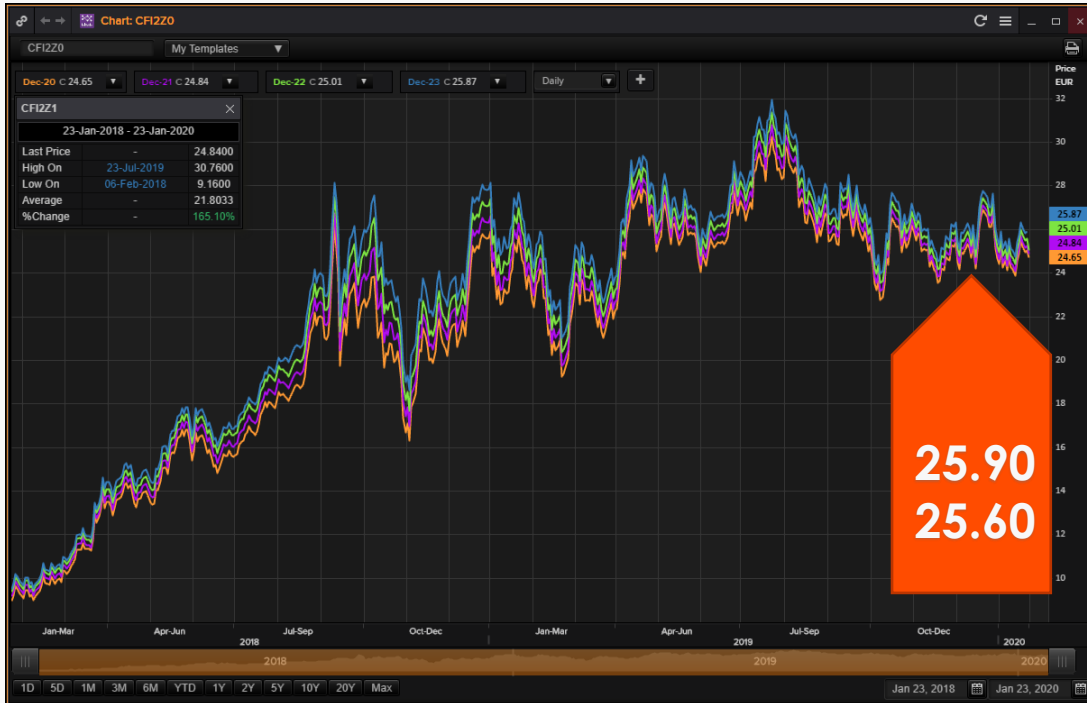 Chart: CFI2Z0
CFI2Z0 My Templates
Dec-20 C 24.65 Dec-21 C 24.84 Dec-22 C 25.01 Dec-23 C 25.87 Daily +
Price
EUR
CFI2Z1
23-Jan-2018 - 23-Jan-2020
Last Price - 24.8400
High On 23-Jul-2019 30.7600
Low On 06-Feb-2018 9.1600
Average - 21.8033
%Change - 165.10%
32
30
28
25.87
25.01
24.84
24.65
24
22
20
18
16
14
12
10
25.90
25.60
Jan-Mar Apr-Jun Jul-Sep Oct-Dec Jan-Mar Apr-Jun Jul-Sep Oct-Dec
2018 2019 2020
2018 2019 2020
1D 5D 1M 3M 6M YTD 1Y 2Y 5Y 10Y 20Y Max Jan 23, 2018 Jan 23, 2020